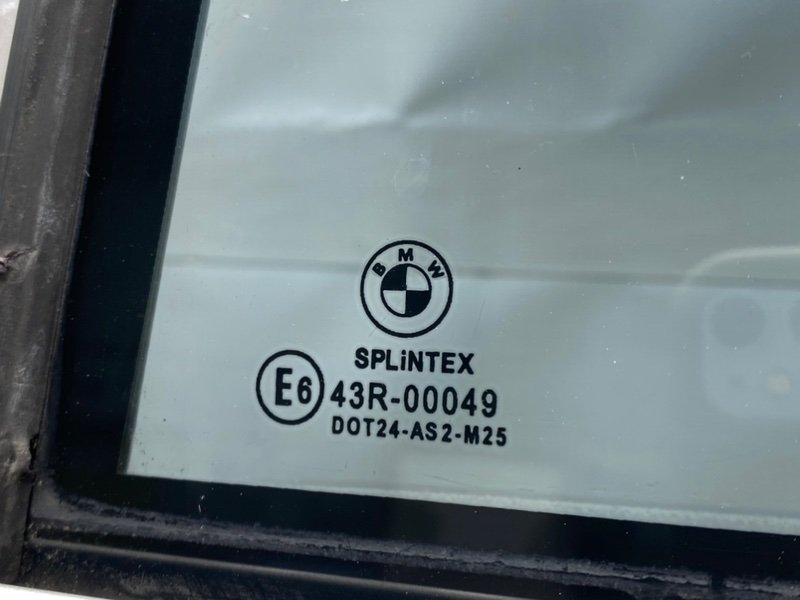 BMW
SPLiNTEX
E6 43R-00049
DOT24-AS2-M25